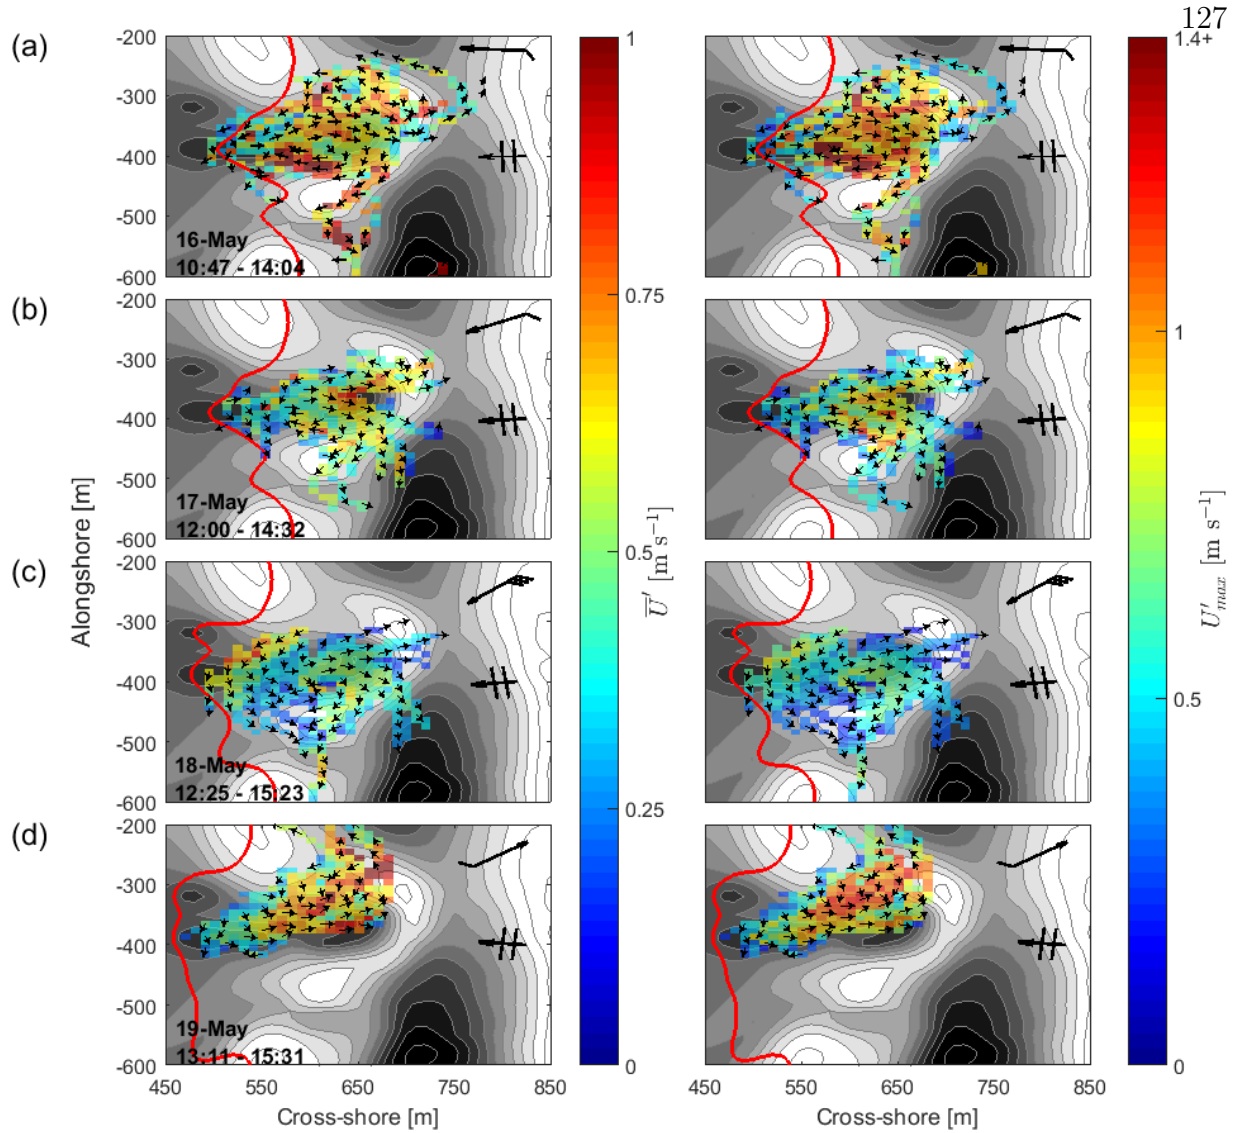 127
(a)
-200
-300
-400
-500
-600
16-May
10:47 - 14:04
1
1.4+
(b)
-200
-300
-400
-500
-600
17-May
12:00 - 14:32
0.75
1
Alongshore [m]
0.5
U̅′ [m s⁻¹]
U′max [m s⁻¹]
(c)
-200
-300
-400
-500
-600
18-May
12:25 - 15:23
0.5
0.25
(d)
-200
-300
-400
-500
-600
19-May
13:11 - 15:31
0
0
450 550 650 750 850
450 550 650 750 850
Cross-shore [m]
Cross-shore [m]